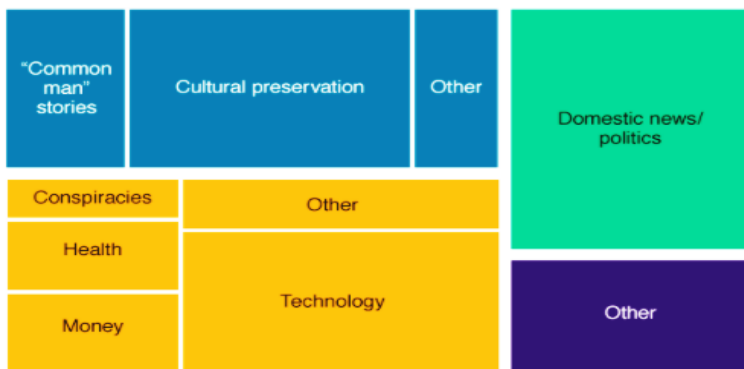 “Common
man”
stories
Cultural preservation
Other
Domestic news/
politics
Conspiracies
Other
Health
Technology
Money
Other